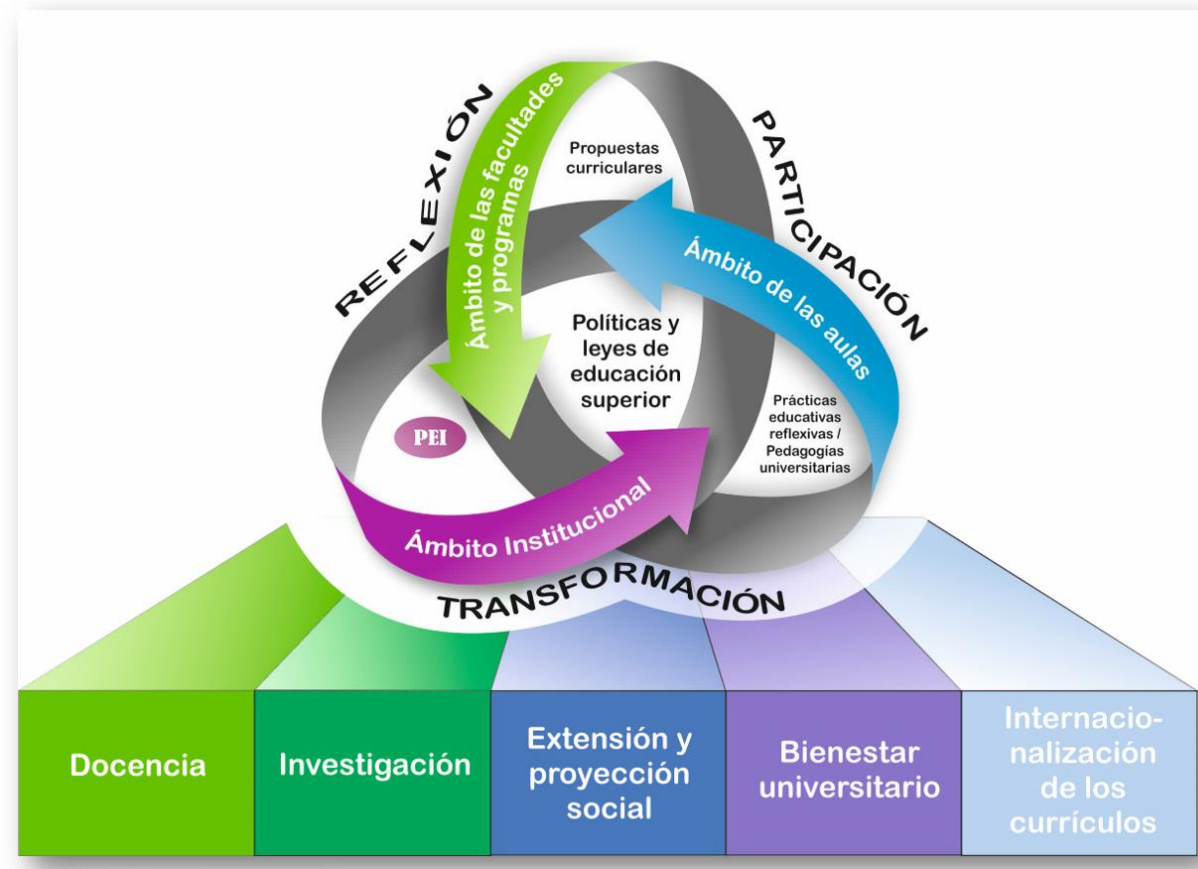 REFLEXIÓN
PARTICIPACIÓN
Ámbito de las facultades
y programas
Propuestas
curriculares
Ámbito de las aulas
Políticas y
leyes de
educación
superior
PEI
Prácticas
educativas
reflexivas /
Pedagogías
universitarias
Ámbito Institucional
TRANSFORMACIÓN
Docencia
Investigación
Extensión y
proyección
social
Bienestar
universitario
Internacio-
nalización
de los
currículos